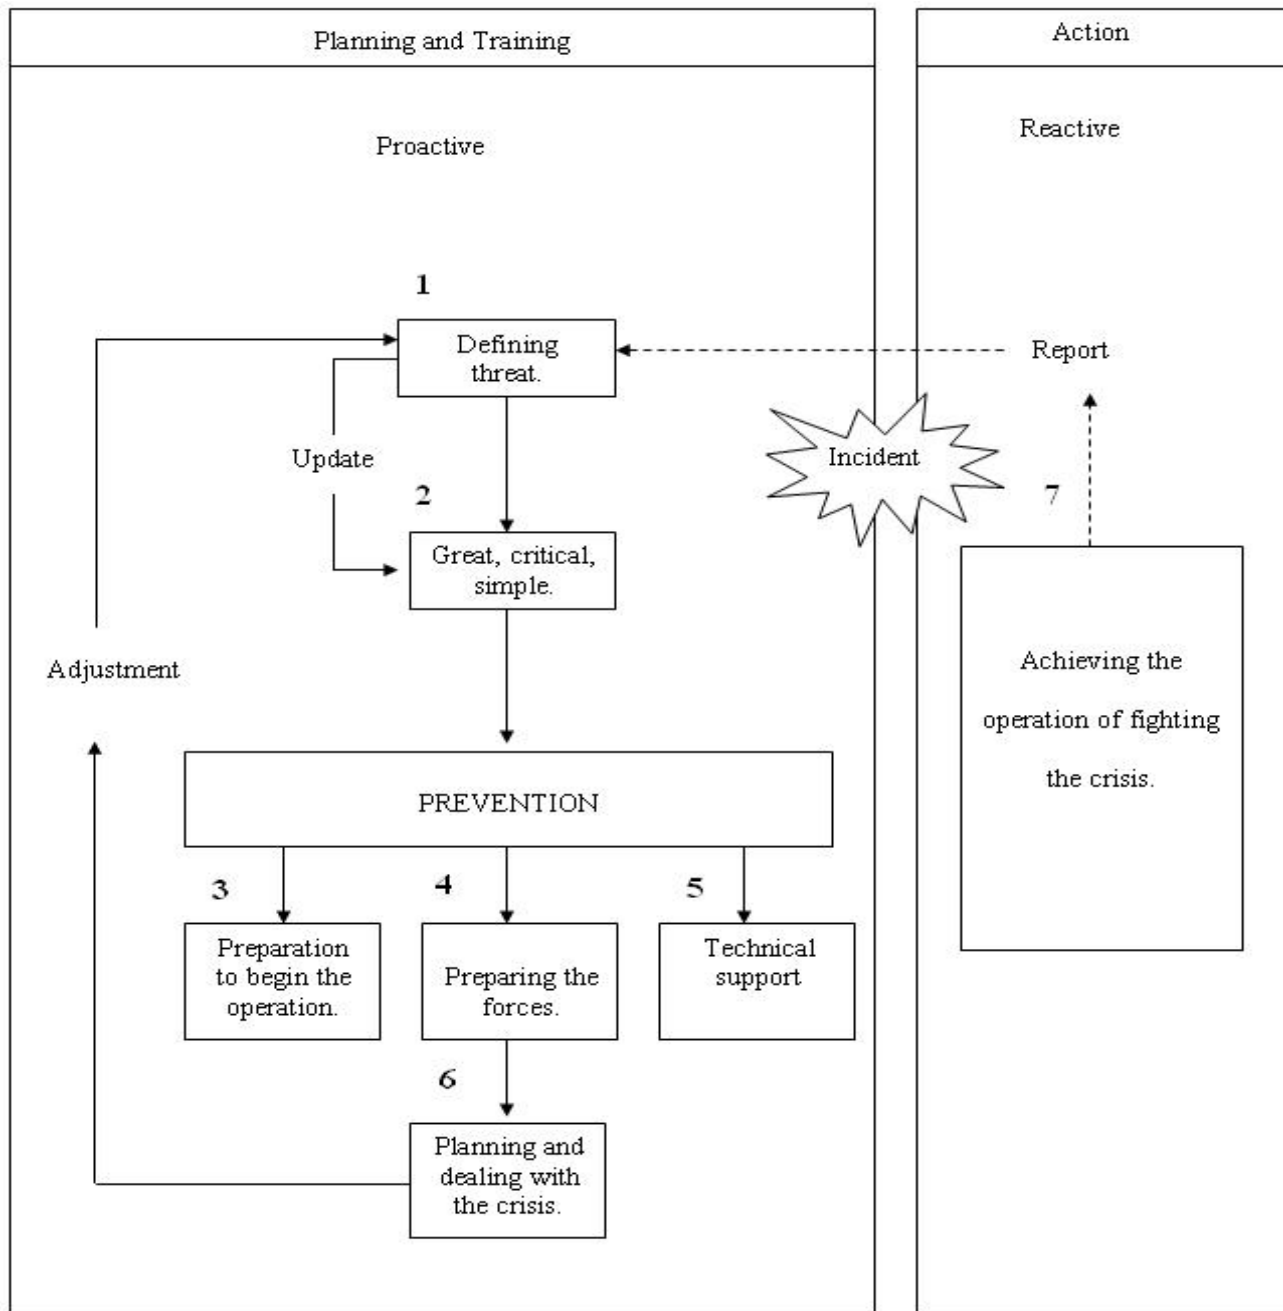 Planning and Training
Action
Proactive
Reactive
1
Defining
threat.
Report
Update
Incident
2
7
Great, critical,
simple.
Adjustment
Achieving the
operation of fighting
the crisis.
PREVENTION
3
4
5
Preparation
to begin the
operation.
Preparing the
forces.
Technical
support
6
Planning and
dealing with
the crisis.